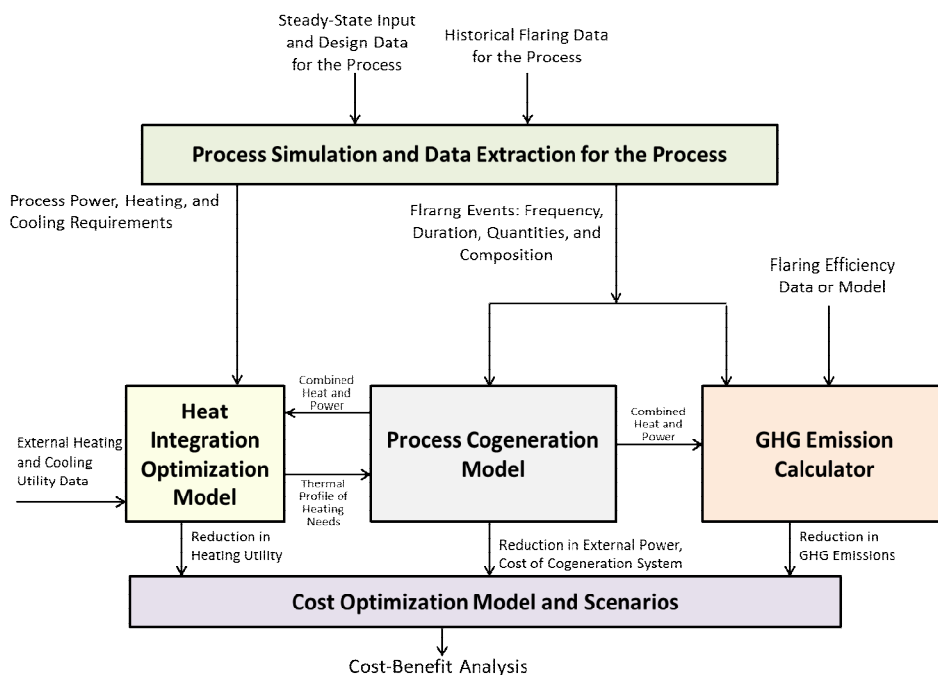 Steady-State Input
and Design Data
for the Process
Historical Flaring Data
for the Process
Process Simulation and Data Extraction for the Process
Process Power, Heating, and
Cooling Requirements
Flrarng Events: Frequency,
Duration, Quantities, and
Composition
Flaring Efficiency
Data or Model
Heat
Integration
Optimization
Model
Combined
Heat and
Power
Process Cogeneration
Model
Combined
Heat and
Power
GHG Emission
Calculator
External Heating
and Cooling
Utility Data
Thermal
Profile of
Heating
Needs
Reduction in
Heating Utility
Reduction in External Power,
Cost of Cogeneration System
Reduction in
GHG Emissions
Cost Optimization Model and Scenarios
Cost-Benefit Analysis